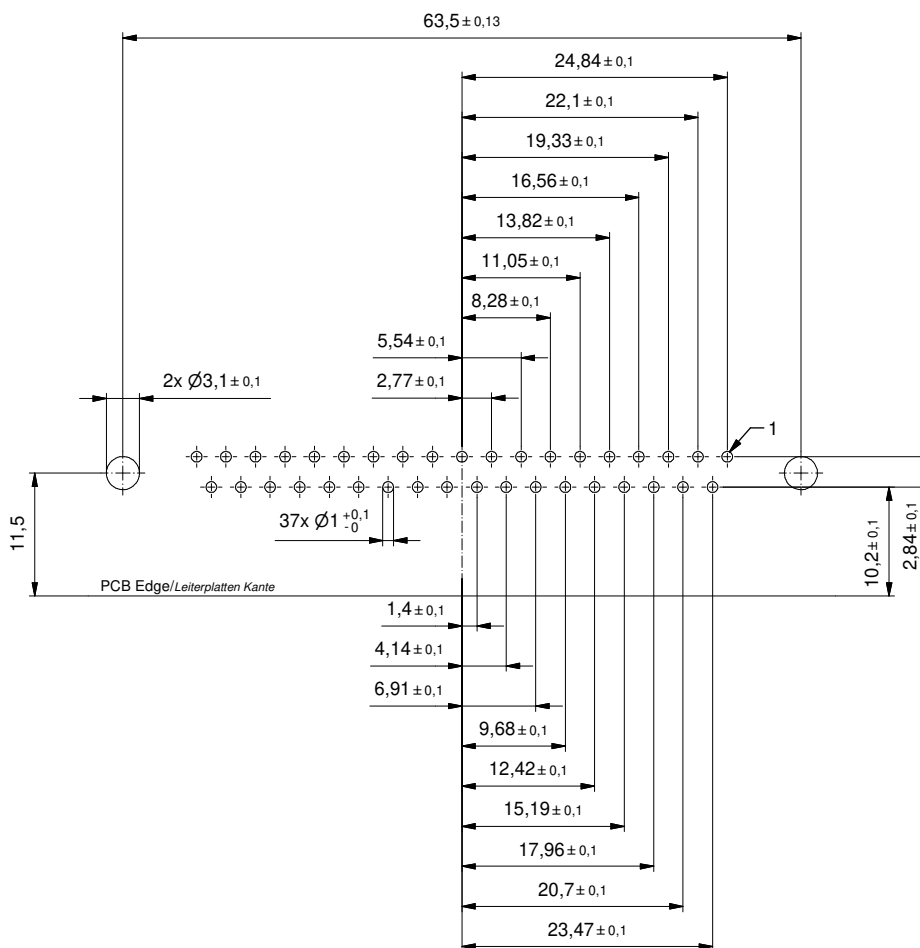 63,5 ± 0,13
24,84 ± 0,1
22,1 ± 0,1
19,33 ± 0,1
16,56 ± 0,1
13,82 ± 0,1
11,05 ± 0,1
8,28 ± 0,1
5,54 ± 0,1
2,77 ± 0,1
2x Ø3,1 ± 0,1
1
37x Ø1 +0,1 -0
11,5
10,2 ± 0,1
2,84 ± 0,1
PCB Edge/Leiterplatten Kante
1,4 ± 0,1
4,14 ± 0,1
6,91 ± 0,1
9,68 ± 0,1
12,42 ± 0,1
15,19 ± 0,1
17,96 ± 0,1
20,7 ± 0,1
23,47 ± 0,1